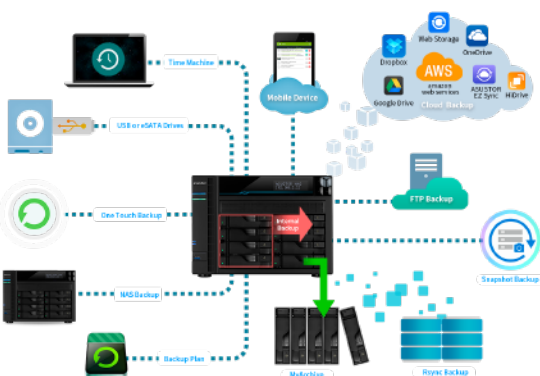 Time Machine
Mobile Device
Web Storage
OneDrive
Dropbox
AWS
amazon
web services
ASUSTOR
EZ Sync
HiDrive
Google Drive
Cloud Backup
USB or eSATA Drives
FTP Backup
One Touch Backup
Internal
Backup
Snapshot Backup
NAS Backup
Backup Plan
MyArchive
Rsync Backup